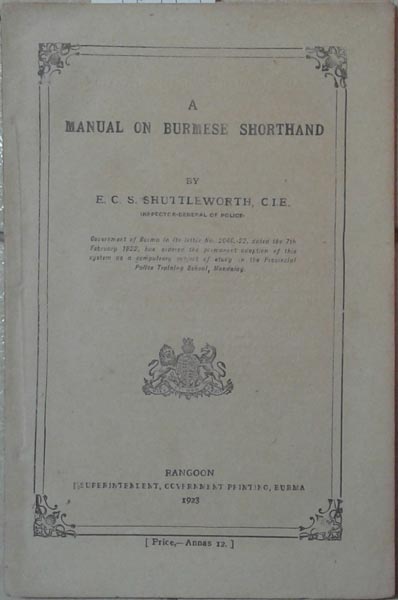 A
MANUAL ON BURMESE SHORTHAND
BY
E. C. S. SHUTTLEWORTH, C.I.E.
INSPECTOR-GENERAL OF POLICE.
Government of Burma in its letter No. dated the 7th
February 1922, has ordered the permanent adoption of this
system as a compulsory subject of study in the Provincial
Police Training School, Mandalay.
RANGOON
SUPERINTENDENT, GOVERNMENT PRINTING, BURMA
1923
[ Price,—Annas 12. ]